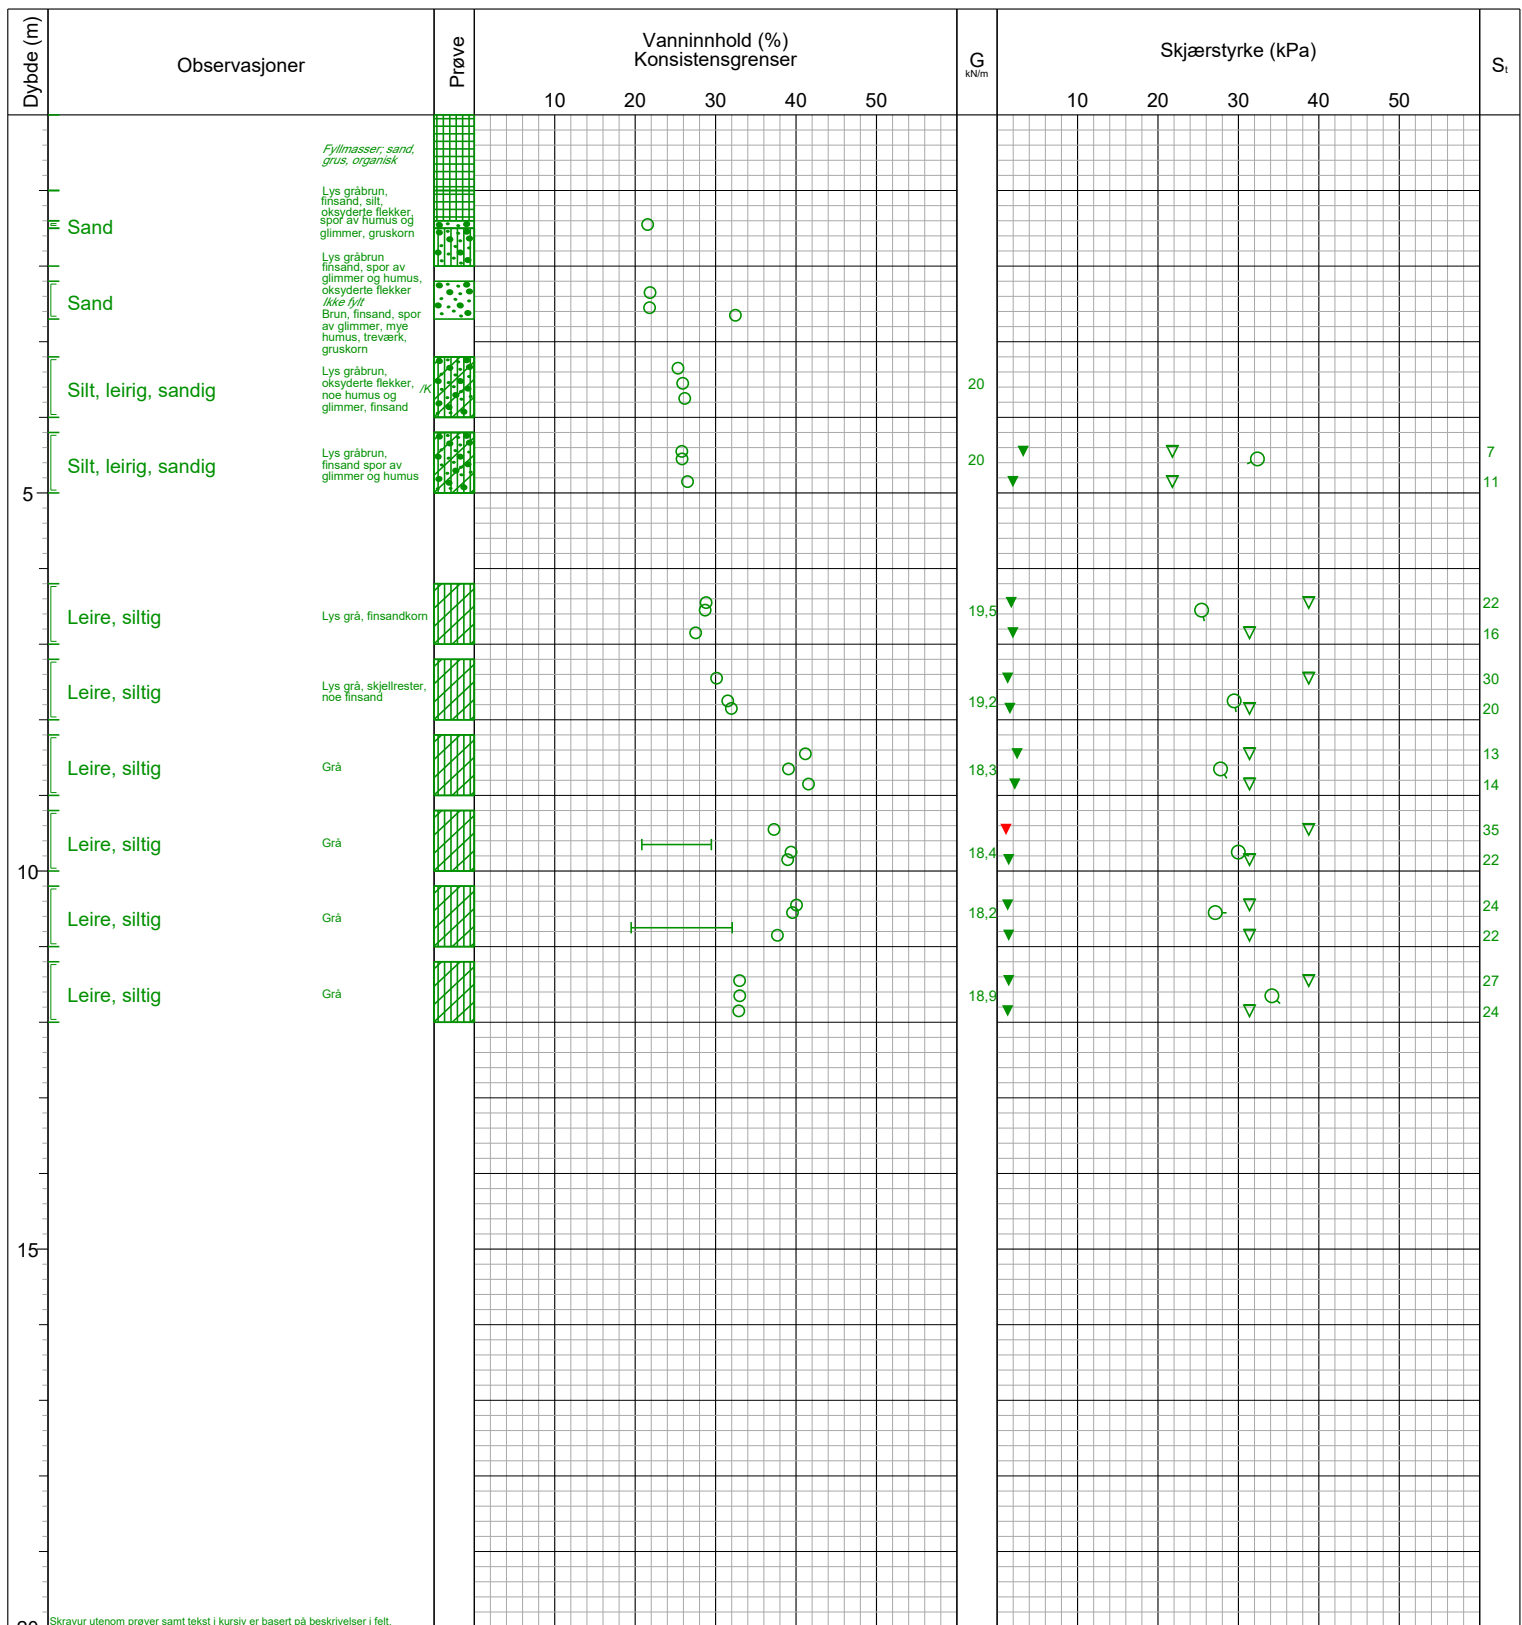 Dybde (m)
Observasjoner
Prøve
Vanninnhold (%)
Konsistensgrenser
10 20 30 40 50
G
kN/m
Skjærstyrke (kPa)
10 20 30 40 50
St
Fyllmasser; sand,
grus, organisk
Lys gråbrun,
finsand, silt,
oksyderte flekker,
spor av humus og
glimmer, gruskorn
Sand
Lys gråbrun
finsand, spor av
glimmer og humus,
oksyderte flekker
Ikke fylt
Sand
Brun, finsand, spor
av glimmer, mye
humus, treværk,
gruskorn
Silt, leirig, sandig
Lys gråbrun,
oksyderte flekker,
noe humus og
glimmer, finsand
/K
20
Silt, leirig, sandig
Lys gråbrun,
finsand spor av
glimmer og humus
20
7
11
5
Leire, siltig
Lys grå, finsandkorn
19,5
22
16
Leire, siltig
Lys grå, skjellrester,
noe finsand
19,2
30
20
Leire, siltig
Grå
18,3
13
14
Leire, siltig
Grå
18,4
35
22
10
Leire, siltig
Grå
18,2
24
22
Leire, siltig
Grå
18,9
27
24
15
Skravur utenom prøver samt tekst i kursiv er basert på beskrivelser i felt.